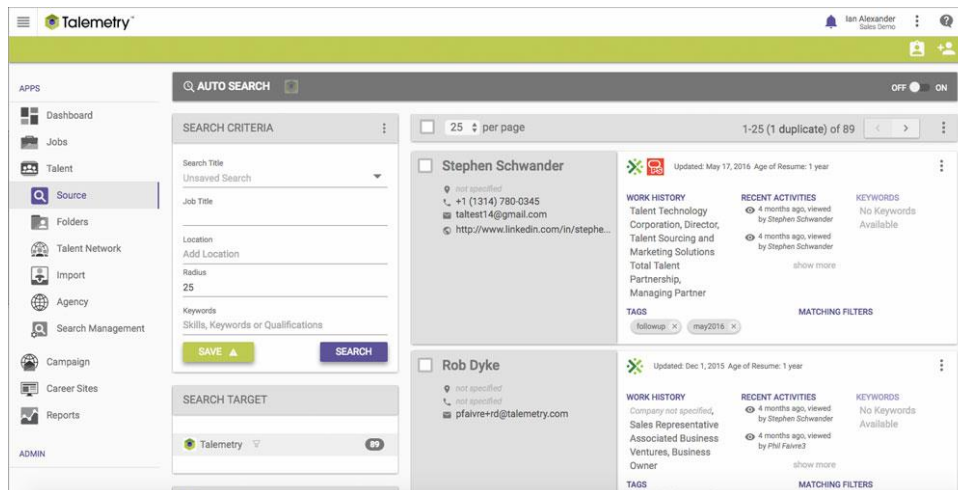 Talemetry
Ian Alexander
Sales Demo
APPS
Dashboard
Jobs
Talent
Source
Folders
Talent Network
Import
Agency
Search Management
Campaign
Career Sites
Reports
ADMIN
AUTO SEARCH
OFF ON
SEARCH CRITERIA
Search Title
Unsaved Search
Job Title
Location
Add Location
Radius
25
Keywords
Skills, Keywords or Qualifications
SAVE
SEARCH
SEARCH TARGET
Talemetry
89
25 per page
1-25 (1 duplicate) of 89
Stephen Schwander
not specified
+1 (1314) 780-0345
taltest14@gmail.com
http://www.linkedin.com/in/stephe...
Updated: May 17, 2016 Age of Resume: 1 year
WORK HISTORY
Talent Technology
Corporation, Director,
Talent Sourcing and
Marketing Solutions
Total Talent
Partnership,
Managing Partner
RECENT ACTIVITIES
4 months ago, viewed
by Stephen Schwander
4 months ago, viewed
by Stephen Schwander
show more
KEYWORDS
No Keywords
Available
TAGS
followup ×
may2016 ×
MATCHING FILTERS
Rob Dyke
not specified
not specified
pfaivre+rd@talemetry.com
Updated: Dec 1, 2015 Age of Resume: 1 year
WORK HISTORY
Company not specified,
Sales Representative
Associated Business
Ventures, Business
Owner
RECENT ACTIVITIES
4 months ago, viewed
by Stephen Schwander
4 months ago, viewed
by Phil Faivre3
show more
KEYWORDS
No Keywords
Available
TAGS
MATCHING FILTERS